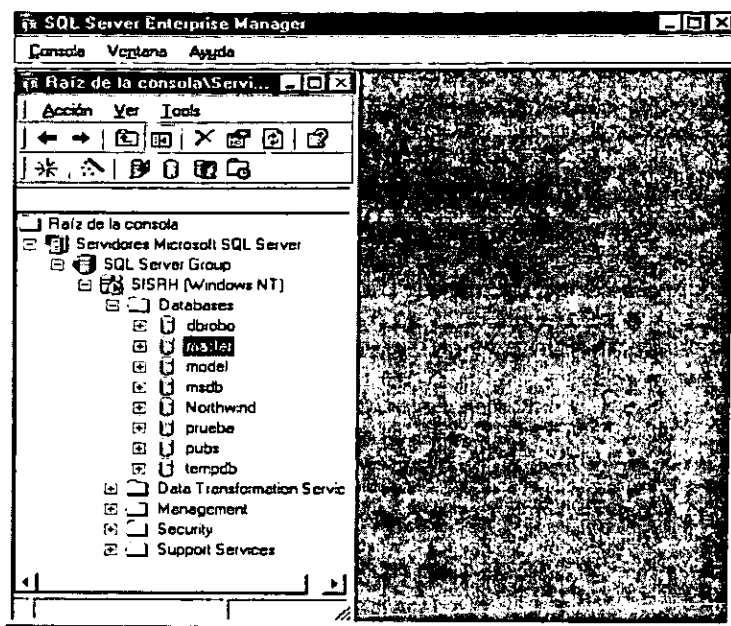 SQL Server Enterprise Manager
Consola Ventana Ayuda
Raíz de la consola\Servi...
Acción Ver Tools
Raíz de la consola
Servidores Microsoft SQL Server
SQL Server Group
SISRH (Windows NT)
Databases
dbrobo
master
model
msdb
Northwind
prueba
pubs
tempdb
Data Transformation Servic
Management
Security
Support Services